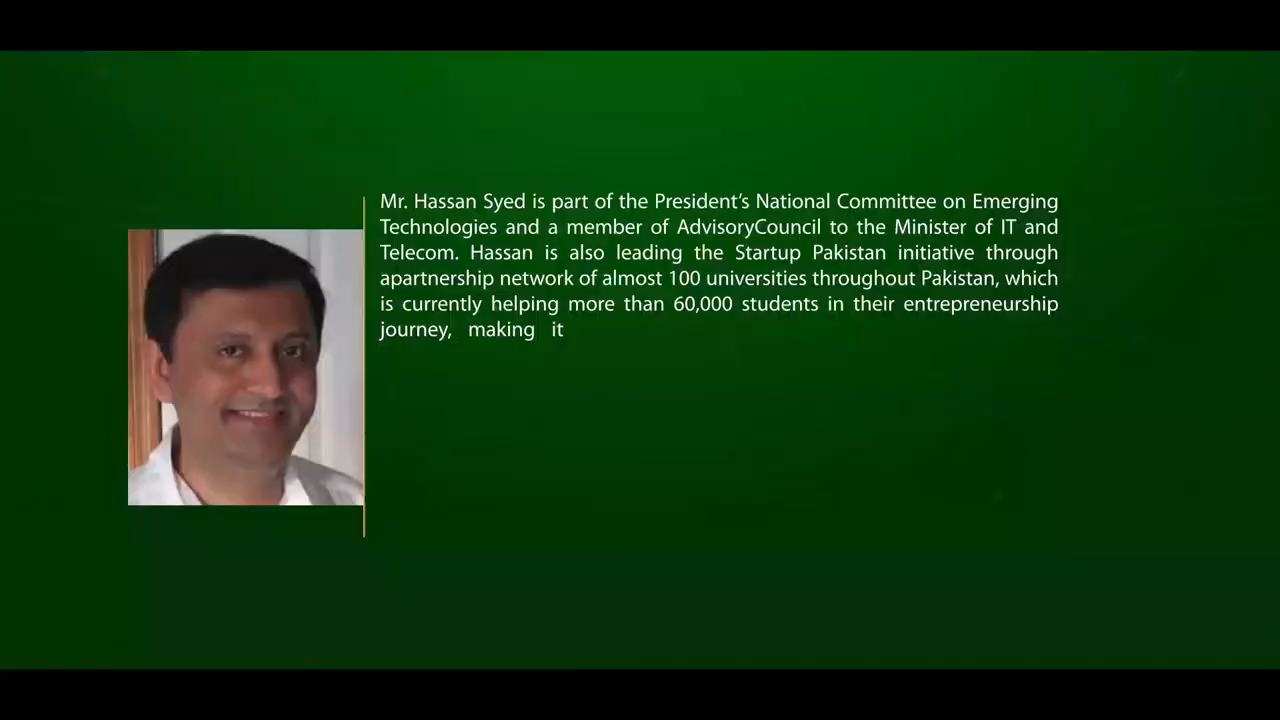 Mr. Hassan Syed is part of the President's National Committee on Emerging
Technologies and a member of AdvisoryCouncil to the Minister of IT and
Telecom. Hassan is also leading the Startup Pakistan initiative through
apartnership network of almost 100 universities throughout Pakistan, which
is currently helping more than 60,000 students in their entrepreneurship
journey, making it